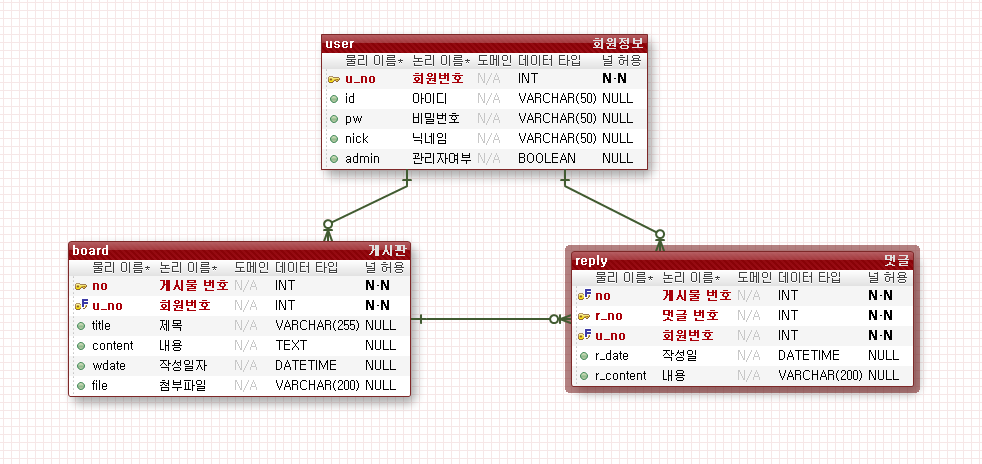 user 회원정보
물리 이름* 논리 이름* 도메인 데이터 타입 널 허용
u_no 회원번호 N/A INT N·N
id 아이디 N/A VARCHAR(50) NULL
pw 비밀번호 N/A VARCHAR(50) NULL
nick 닉네임 N/A VARCHAR(50) NULL
admin 관리자여부 N/A BOOLEAN NULL
board 게시판
물리 이름* 논리 이름* 도메인 데이터 타입 널 허용
no 게시물 번호 N/A INT N·N
u_no 회원번호 N/A INT N·N
title 제목 N/A VARCHAR(255) NULL
content 내용 N/A TEXT NULL
wdate 작성일자 N/A DATETIME NULL
file 첨부파일 N/A VARCHAR(200) NULL
reply 댓글
물리 이름* 논리 이름* 도메인 데이터 타입 널 허용
no 게시물 번호 N/A INT N·N
r_no 댓글 번호 N/A INT N·N
u_no 회원번호 N/A INT N·N
r_date 작성일 N/A DATETIME NULL
r_content 내용 N/A VARCHAR(200) NULL